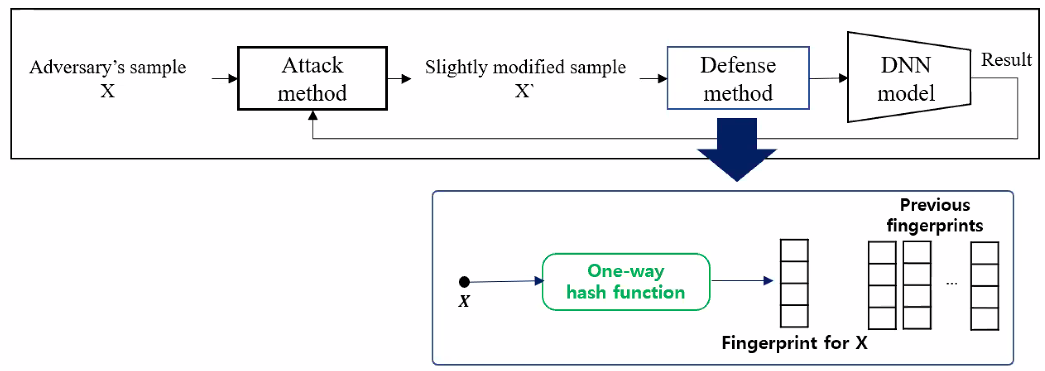 Adversary's sample
X
Attack
method
Slightly modified sample
X`
Defense
method
DNN
model
Result
Previous
fingerprints
One-way
hash function
...
X
Fingerprint for X